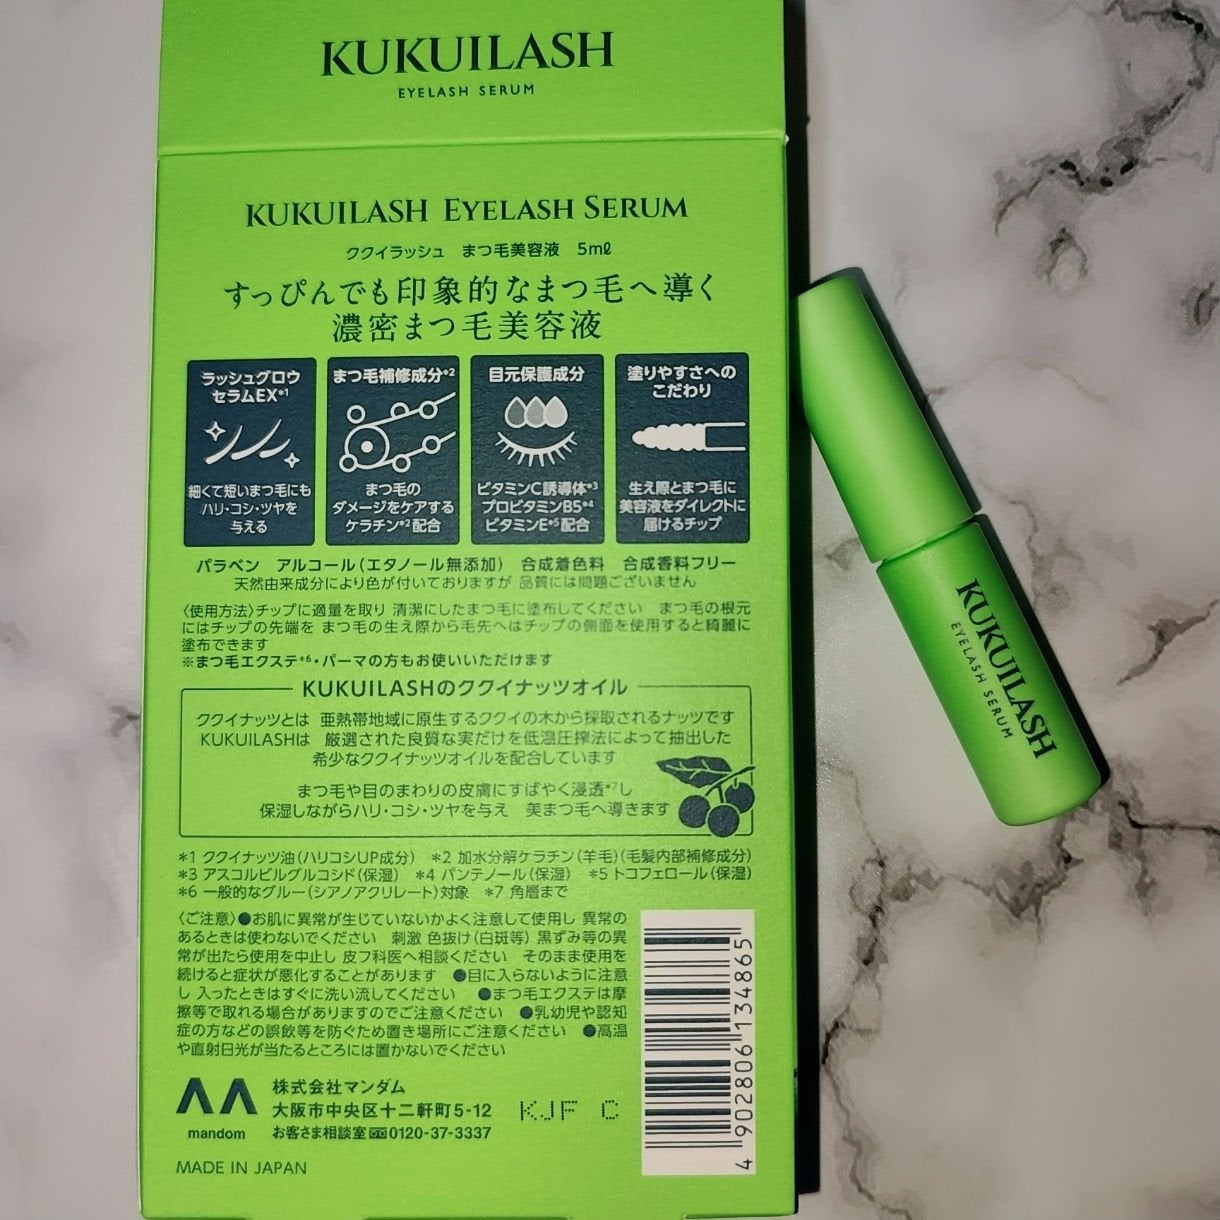 KUKUILASH
EYELASH SERUM
KUKUILASH EYELASH SERUM
ククイラッシュ まつ毛美容液 5mℓ
すっぴんでも印象的なまつ毛へ導く
濃密まつ毛美容液
ラッシュグロウ
セラムEX*1
細くて短いまつ毛にも
ハリ・コシ・ツヤを
与える
まつ毛補修成分*2
まつ毛の
ダメージをケアする
ケラチン*2配合
目元保護成分
ビタミンC誘導体*3
プロビタミンB5*4
ビタミンE*5配合
塗りやすさへの
こだわり
生え際とまつ毛に
美容液をダイレクトに
届けるチップ
パラベン アルコール(エタノール無添加) 合成着色料 合成香料フリー
天然由来成分により色が付いておりますが 品質には問題ございません
〈使用方法〉チップに適量を取り 清潔にしたまつ毛に塗布してください まつ毛の根元
にはチップの先端を まつ毛の生え際から毛先へはチップの側面を使用すると綺麗に
塗布できます
※まつ毛エクステ*6・パーマの方もお使いいただけます
KUKUILASHのククイナッツオイル
ククイナッツとは 亜熱帯地域に原生するククイの木から採取されるナッツです
KUKUILASHは 厳選された良質な実だけを低温圧搾法によって抽出した
希少なククイナッツオイルを配合しています
まつ毛や目のまわりの皮膚にすばやく浸透*7し
保湿しながらハリ・コシ・ツヤを与え 美まつ毛へ導きます
*1 ククイナッツ油(ハリコシUP成分) *2 加水分解ケラチン(羊毛)(毛髪内部補修成分)
*3 アスコルビルグルコシド(保湿) *4 パンテノール(保湿) *5 トコフェロール(保湿)
*6 一般的なグルー(シアノアクリレート)対象 *7 角層まで
〈ご注意〉●お肌に異常が生じていないかよく注意して使用し 異常の
あるときは使わないでください 刺激 色抜け(白斑等) 黒ずみ等の異
常が出たら使用を中止し 皮フ科医へ相談ください そのまま使用を
続けると症状が悪化することがあります ●目に入らないように注意
し 入ったときはすぐに洗い流してください ●まつ毛エクステは摩
擦等で取れる場合がありますのでご注意ください ●乳幼児や認知
症の方などの誤飲等を防ぐため置き場所にご注意ください ●高温
や直射日光が当たるところには置かないでください
mandom
株式会社マンダム
大阪市中央区十二軒町5-12
お客さま相談室 0120-37-3337
KJF C
MADE IN JAPAN
4 902806 134865
KUKUILASH
EYELASH SERUM